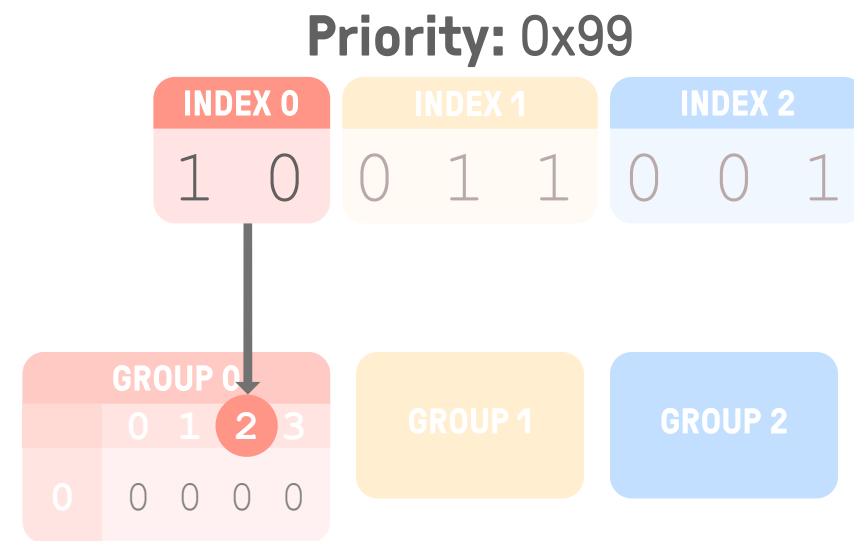 Priority: 0x99
INDEX 0 INDEX 1 INDEX 2
1 0 0 1 1 0 0 1
GROUP 0
0 1 2 3
GROUP 1 GROUP 2
0 0 0 0 0